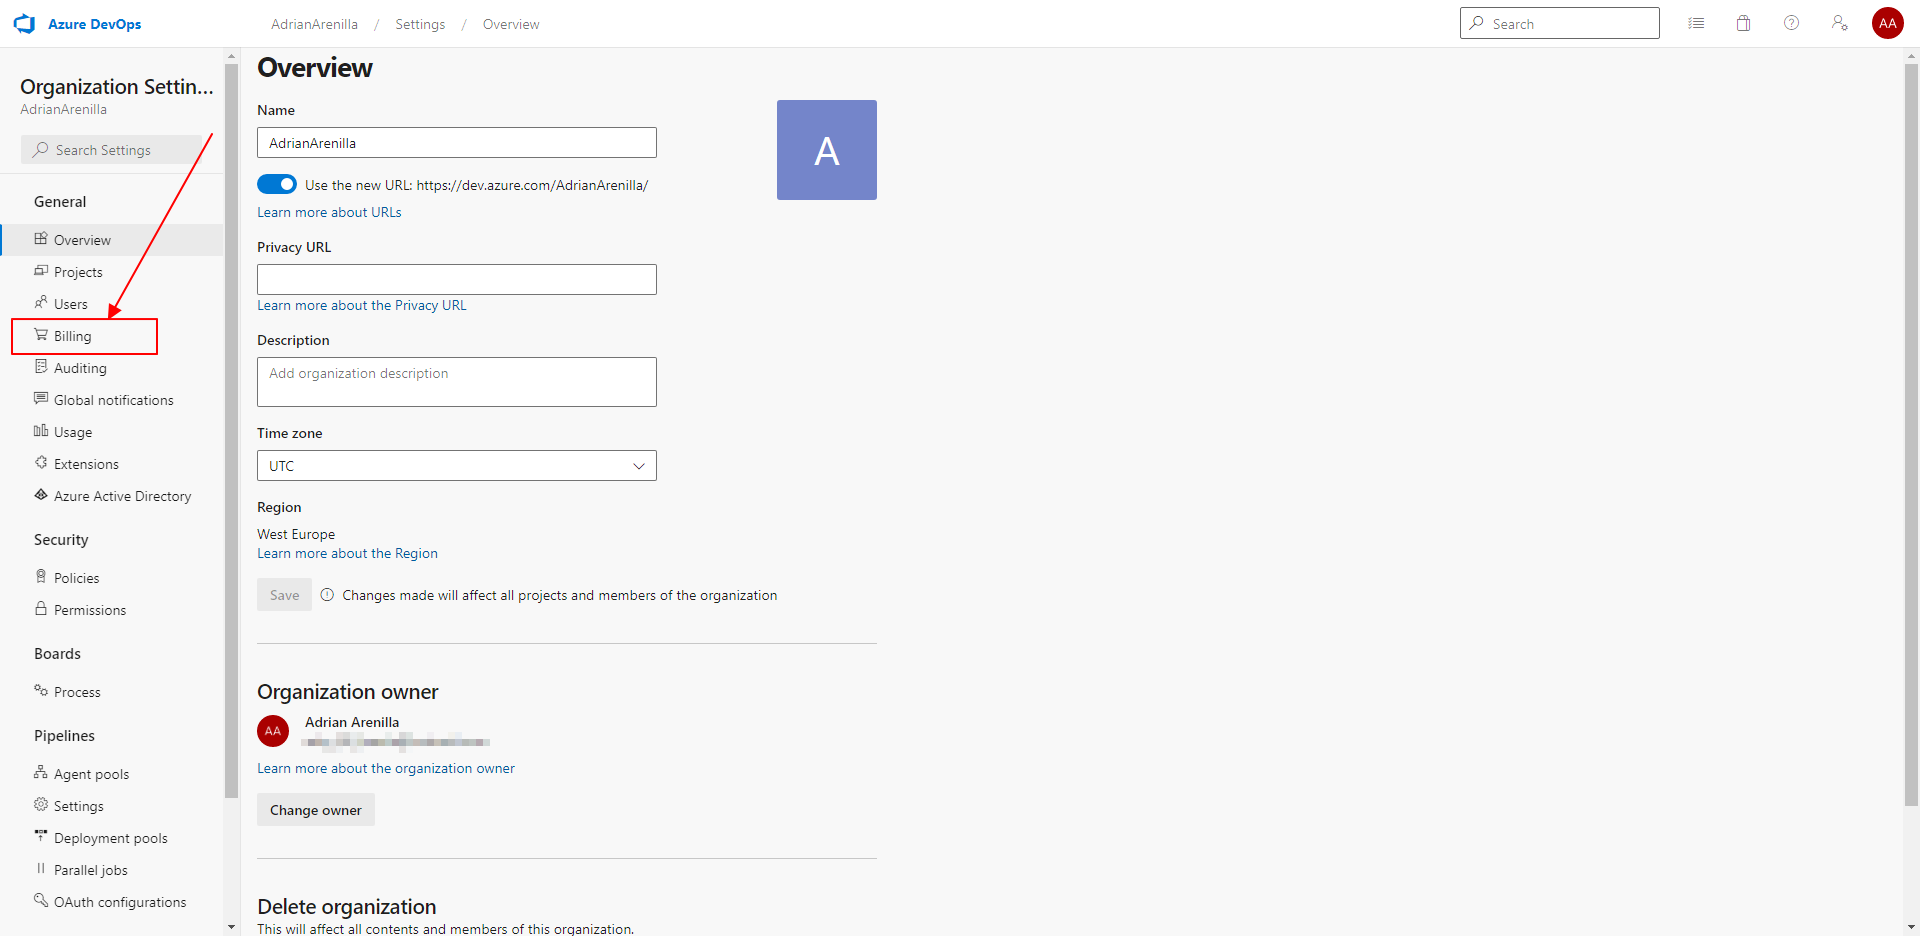 Azure DevOps
AdrianArenilla / Settings / Overview
Search
AA
Organization Settin...
AdrianArenilla
Search Settings
General
Overview
Projects
Users
Billing
Auditing
Global notifications
Usage
Extensions
Azure Active Directory
Security
Policies
Permissions
Boards
Process
Pipelines
Agent pools
Settings
Deployment pools
Parallel jobs
OAuth configurations
Overview
Name
AdrianArenilla
A
Use the new URL: https://dev.azure.com/AdrianArenilla/
Learn more about URLs
Privacy URL
Learn more about the Privacy URL
Description
Add organization description
Time zone
UTC
Region
West Europe
Learn more about the Region
Save
Changes made will affect all projects and members of the organization
Organization owner
AA
Adrian Arenilla
Learn more about the organization owner
Change owner
Delete organization
This will affect all contents and members of this organization.